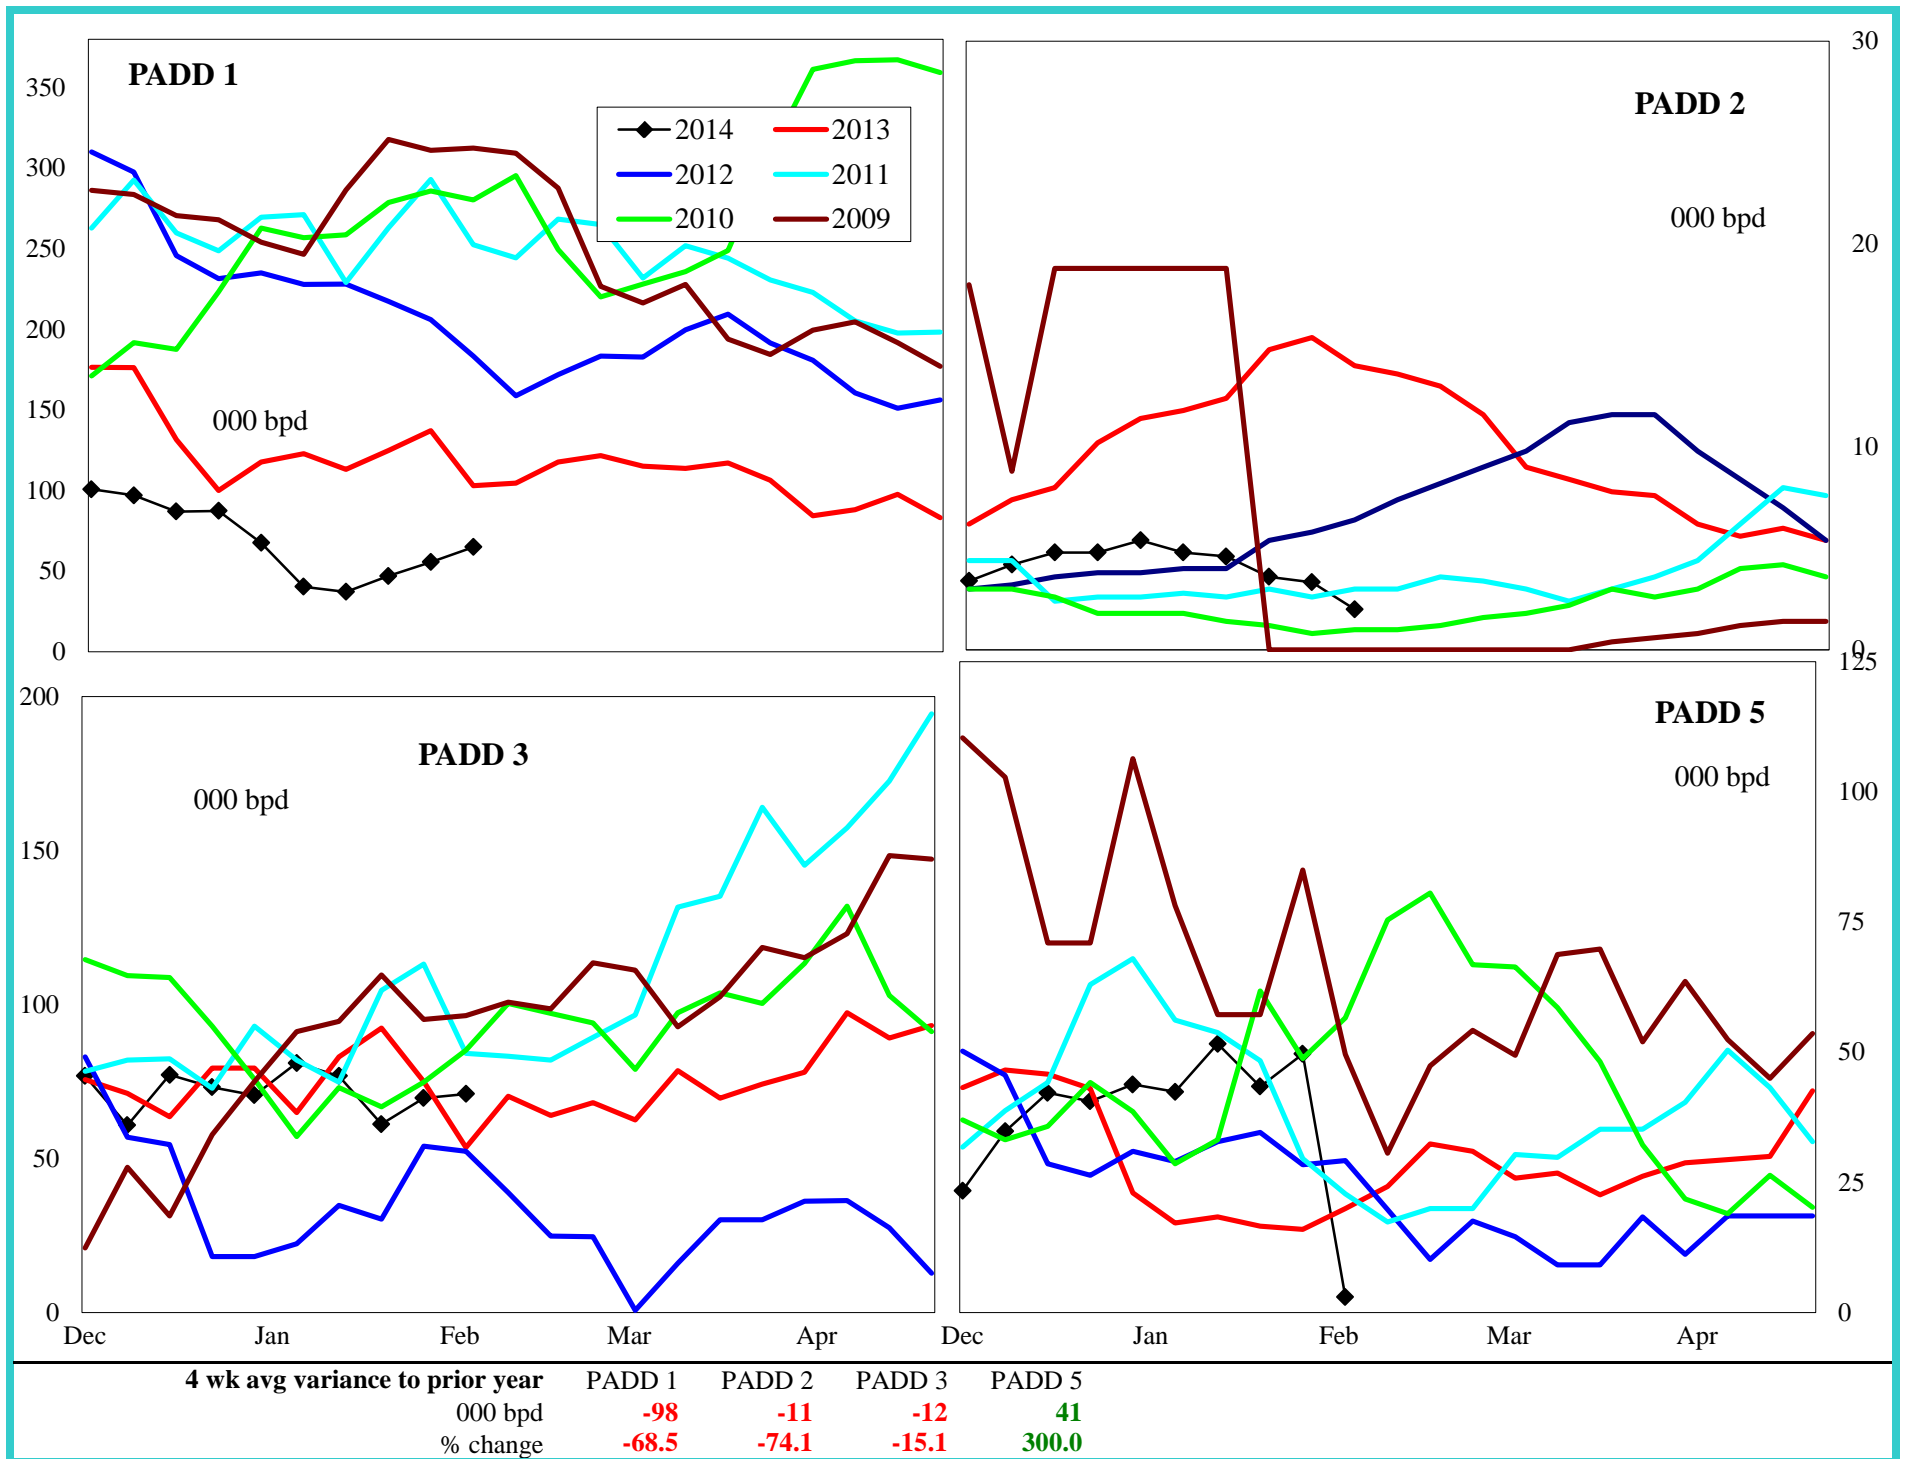 PADD 1
350
300
250
200
150
100
50
0
000 bpd
2014 2013
2012 2011
2010 2009
PADD 2
000 bpd
30
20
10
0
PADD 3
000 bpd
200
150
100
50
0
Dec Jan Feb Mar Apr
PADD 5
000 bpd
125
100
75
50
25
0
Dec Jan Feb Mar Apr
4 wk avg variance to prior year PADD 1 PADD 2 PADD 3 PADD 5
000 bpd -98 -11 -12 41
% change -68.5 -74.1 -15.1 300.0